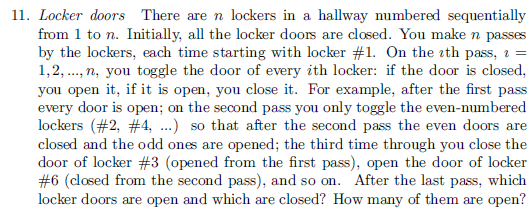 11. Locker doors There are n lockers in a hallway numbered sequentially
from 1 to n. Initially, all the locker doors are closed. You make n passes
by the lockers, each time starting with locker #1. On the ith pass, i =
1, 2, ..., n, you toggle the door of every ith locker: if the door is closed,
you open it, if it is open, you close it. For example, after the first pass
every door is open; on the second pass you only toggle the even-numbered
lockers (#2, #4, ...) so that after the second pass the even doors are
closed and the odd ones are opened; the third time through you close the
door of locker #3 (opened from the first pass), open the door of locker
#6 (closed from the second pass), and so on. After the last pass, which
locker doors are open and which are closed? How many of them are open?